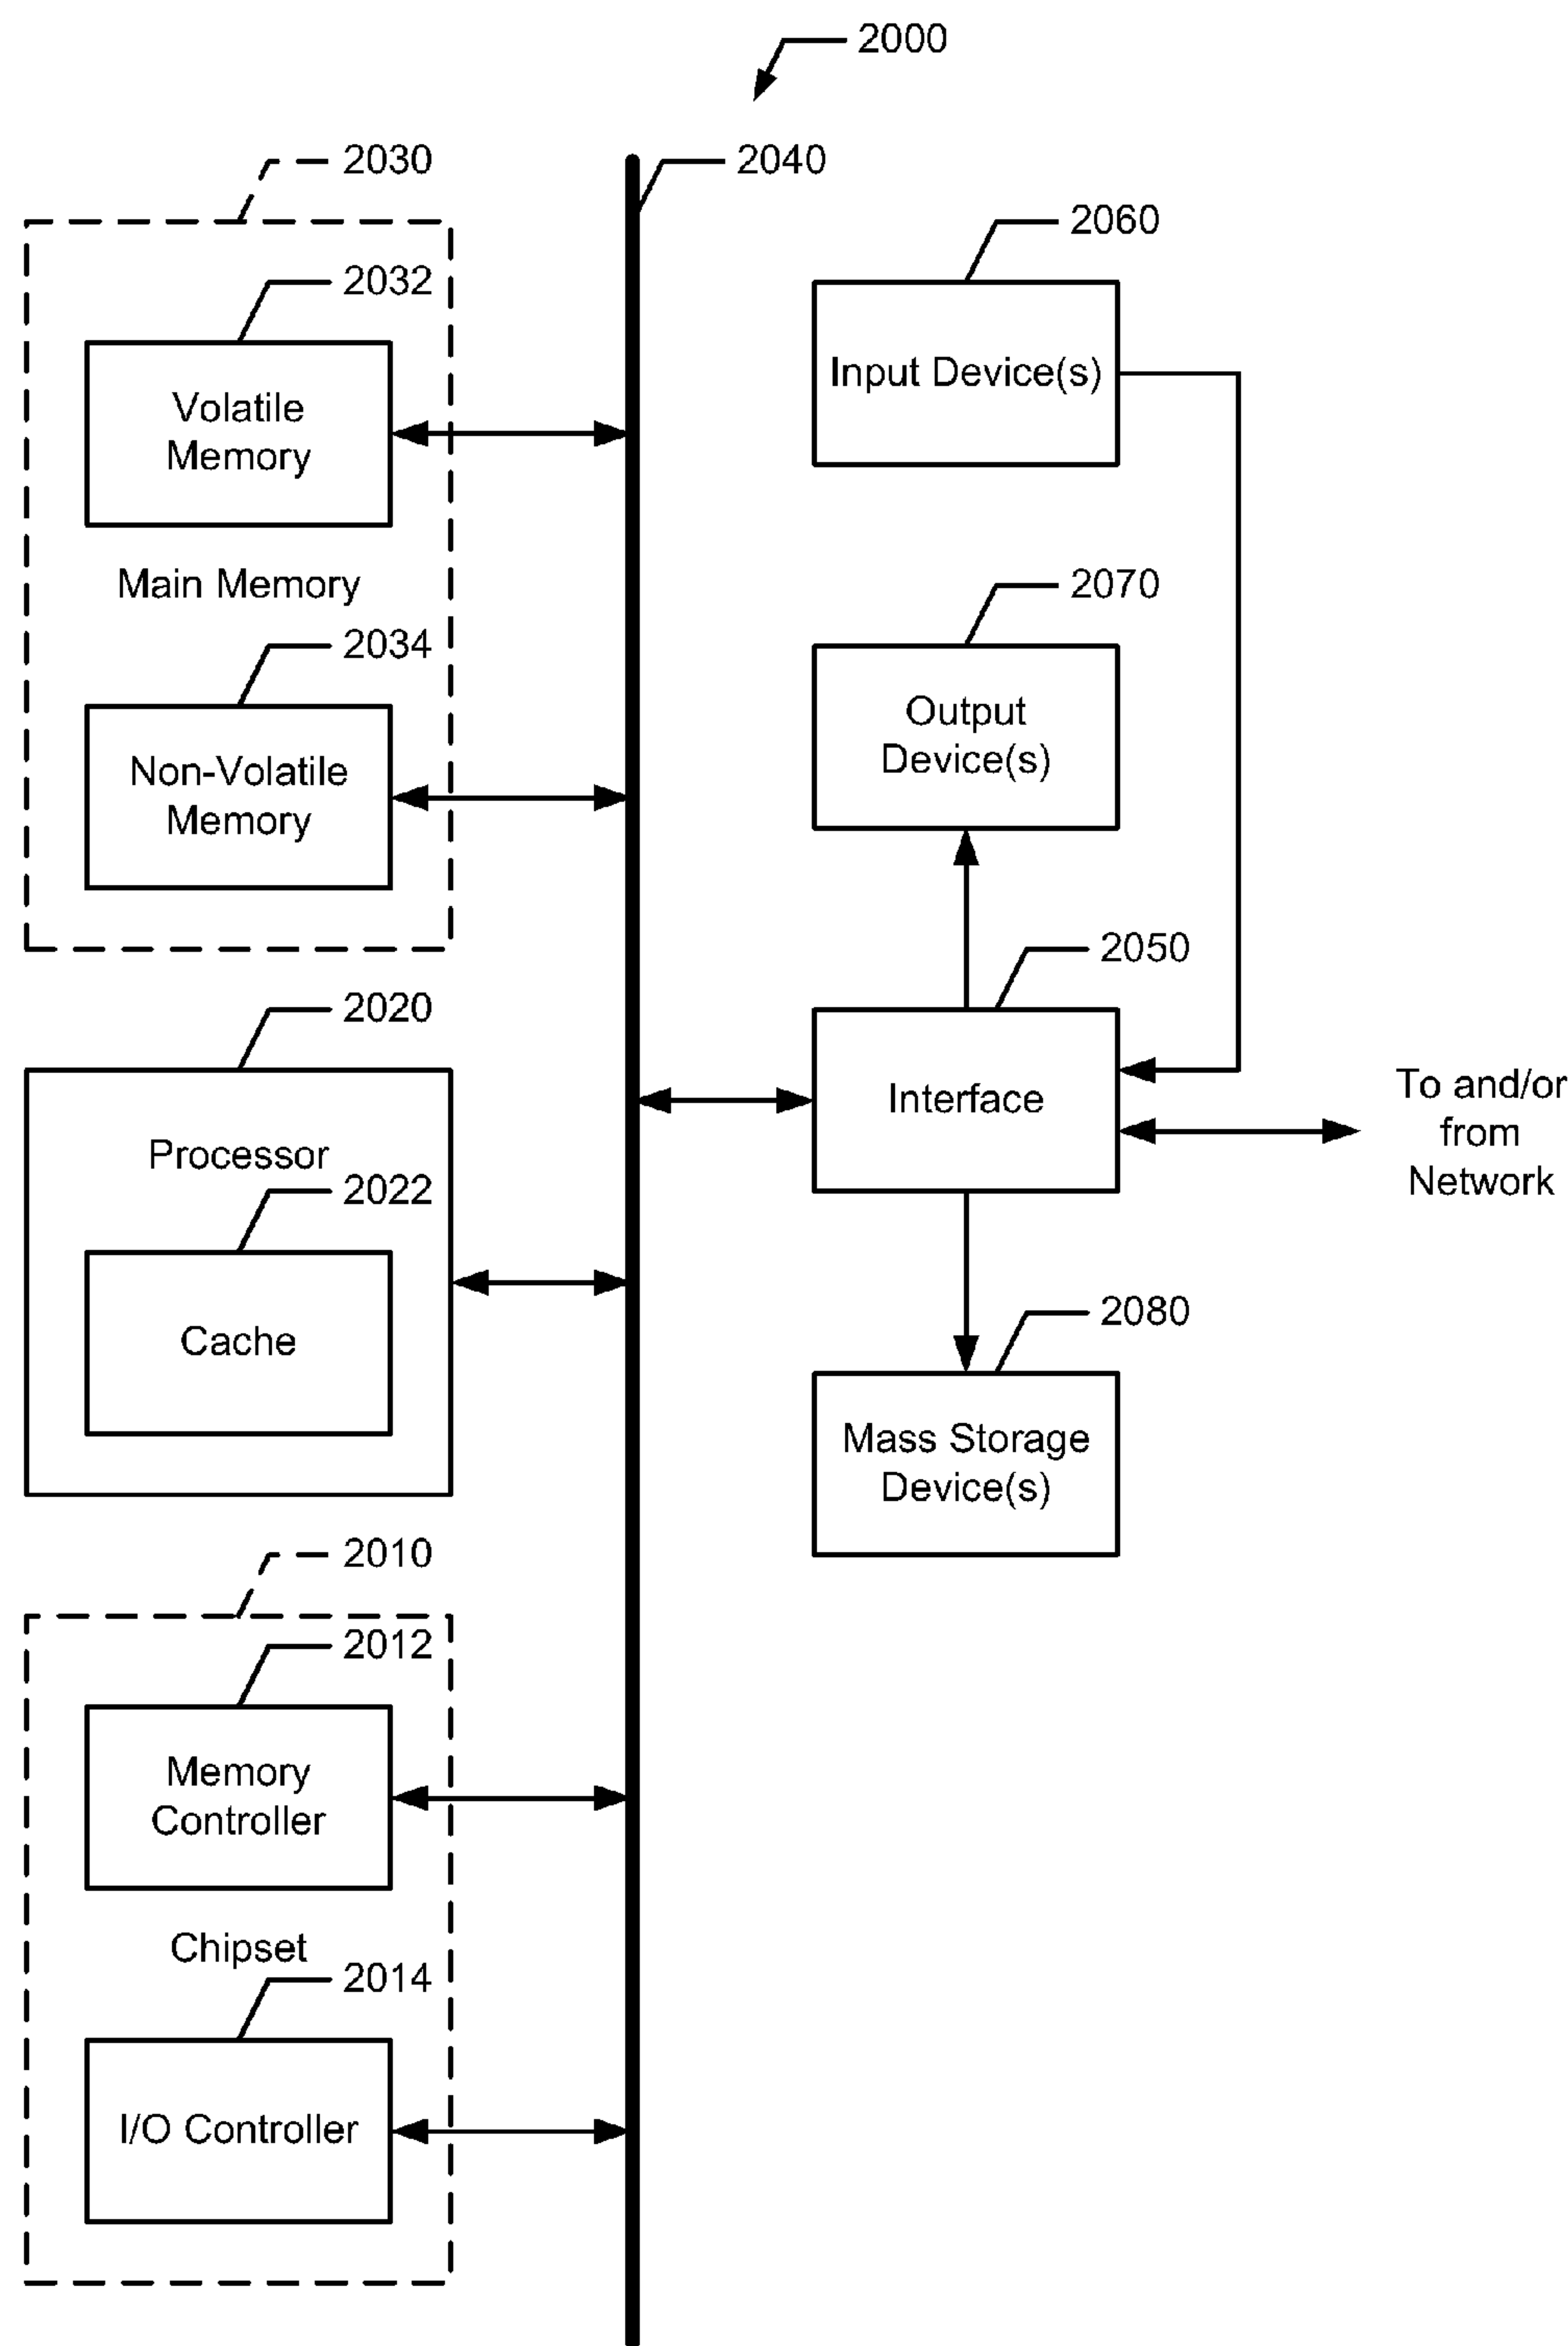 2000
2030
2040
2060
2032
Volatile
Memory
Input Device(s)
Main Memory
2034
2070
Non-Volatile
Memory
Output
Device(s)
2050
2020
Interface
To and/or
from
Network
Processor
2022
Cache
2080
Mass Storage
Device(s)
2010
2012
Memory
Controller
Chipset
2014
I/O Controller